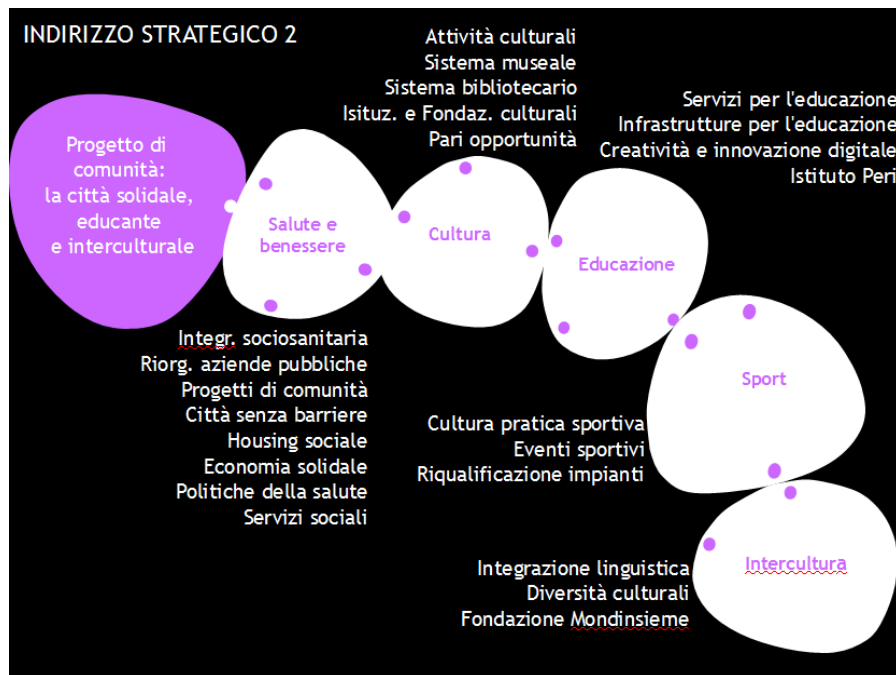 INDIRIZZO STRATEGICO 2
Progetto di
comunità:
la città solidale,
educante
e interculturale
Salute e
benessere
Integr. sociosanitaria
Riorg. aziende pubbliche
Progetti di comunità
Città senza barriere
Housing sociale
Economia solidale
Politiche della salute
Servizi sociali
Attività culturali
Sistema museale
Sistema bibliotecario
Isituz. e Fondaz. culturali
Pari opportunità
Cultura
Servizi per l'educazione
Infrastrutture per l'educazione
Creatività e innovazione digitale
Istituto Peri
Educazione
Sport
Cultura pratica sportiva
Eventi sportivi
Riqualificazione impianti
Intercultura
Integrazione linguistica
Diversità culturali
Fondazione Mondinsieme